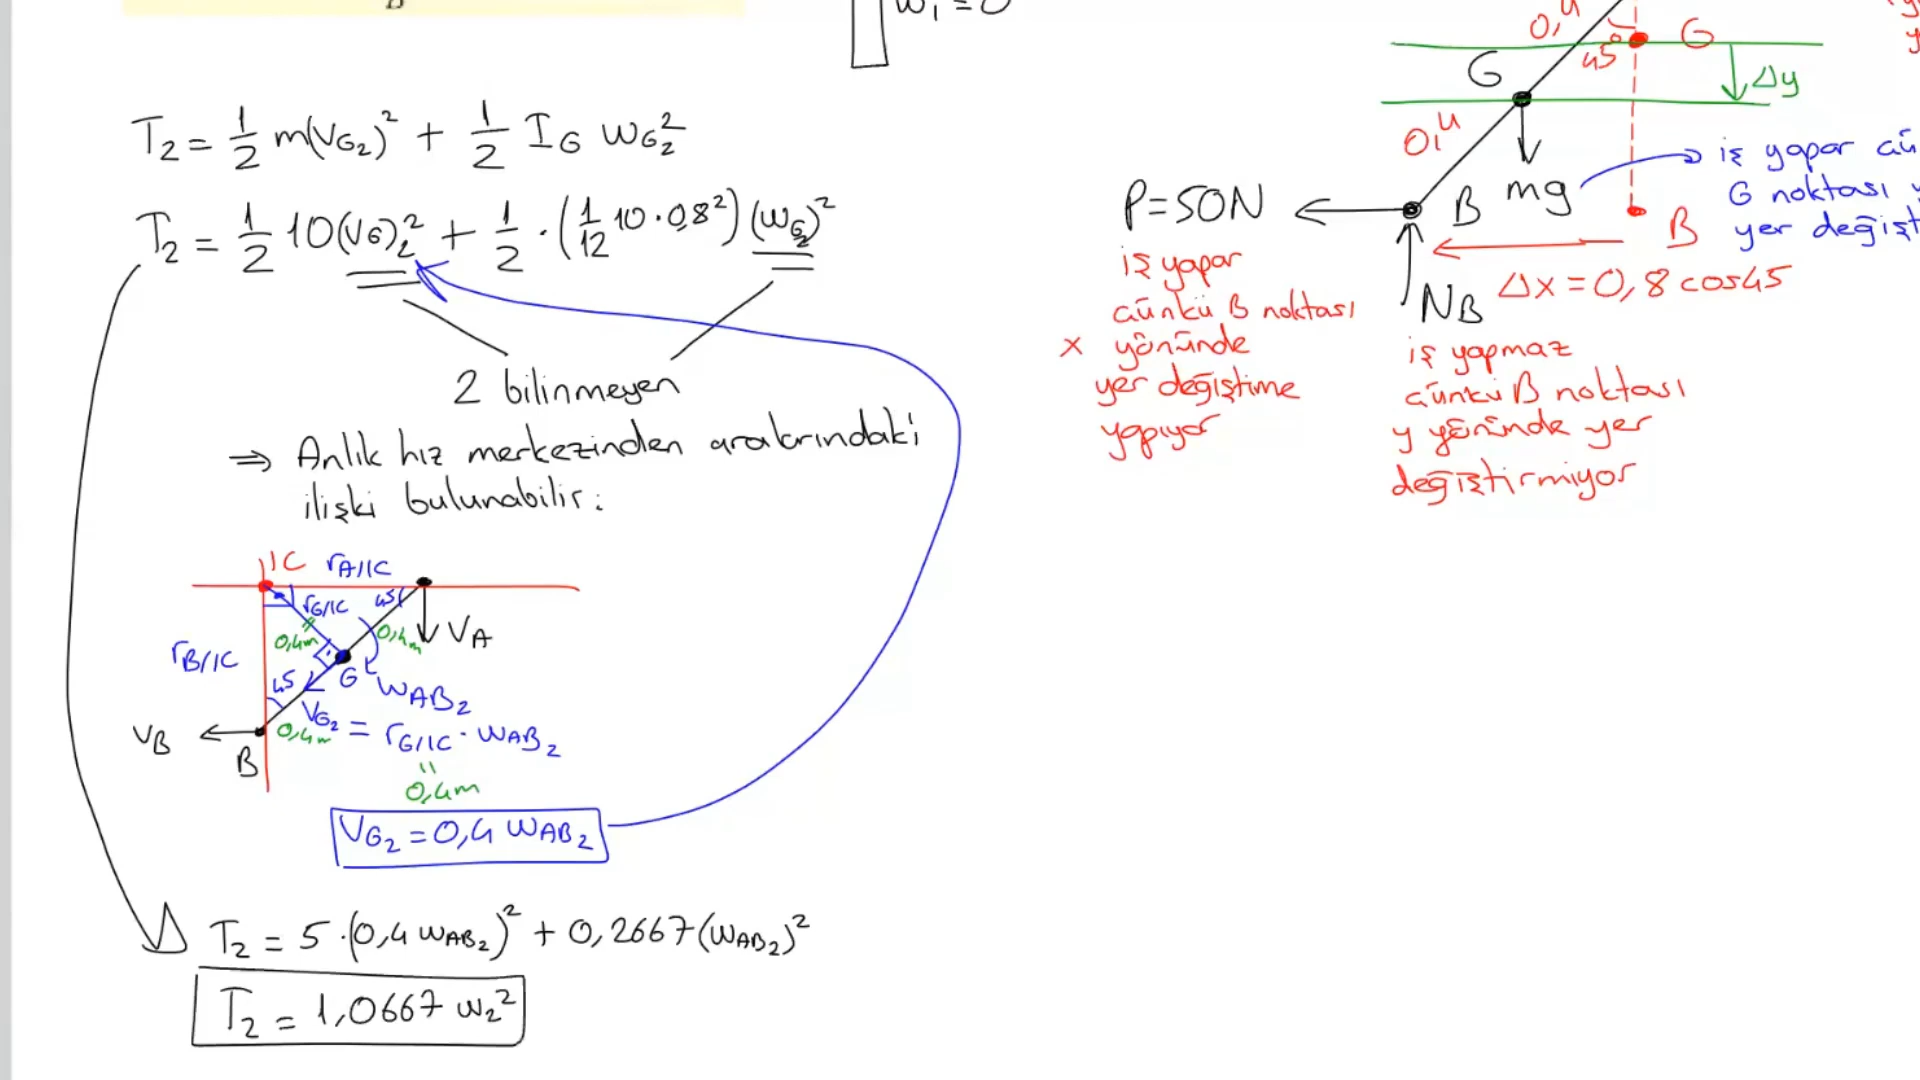 w₁ = 0
T₂ = 1/2 m(VG₂)² + 1/2 IG wG₂²
T₂ = 1/2 10(VG)₂² + 1/2 · (1/12 10 · 0,8²) (wG₂)²
2 bilinmeyen
⇒ Anlık hız merkezinden aralarındaki
ilişki bulunabilir:
IC rA/IC
rG/IC 45
0,4m 0,4m VA
rB/IC
45 G wAB₂
VB 0,4m VG₂ = rG/IC · wAB₂
B
"
0,4m
VG₂ = 0,4 wAB₂
T₂ = 5 · (0,4 wAB₂)² + 0,2667 (wAB₂)²
T₂ = 1,0667 w₂²
0,4
45° G
G Δy
0,4
P=50N B mg
iş yapar
G noktası
yer değişt
B
Δx = 0,8 cos45
NB
iş yapar
çünkü B noktası
x yönünde
yer değiştime
yapıyor
iş yapmaz
çünkü B noktası
y yönünde yer
değiştirmiyor